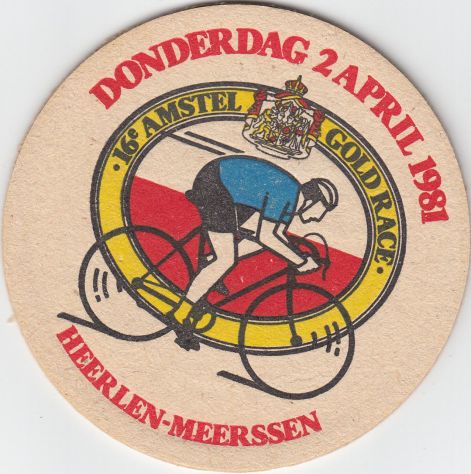 DONDERDAG 2 APRIL 1981
·16e AMSTEL GOLD RACE·
HEERLEN-MEERSSEN